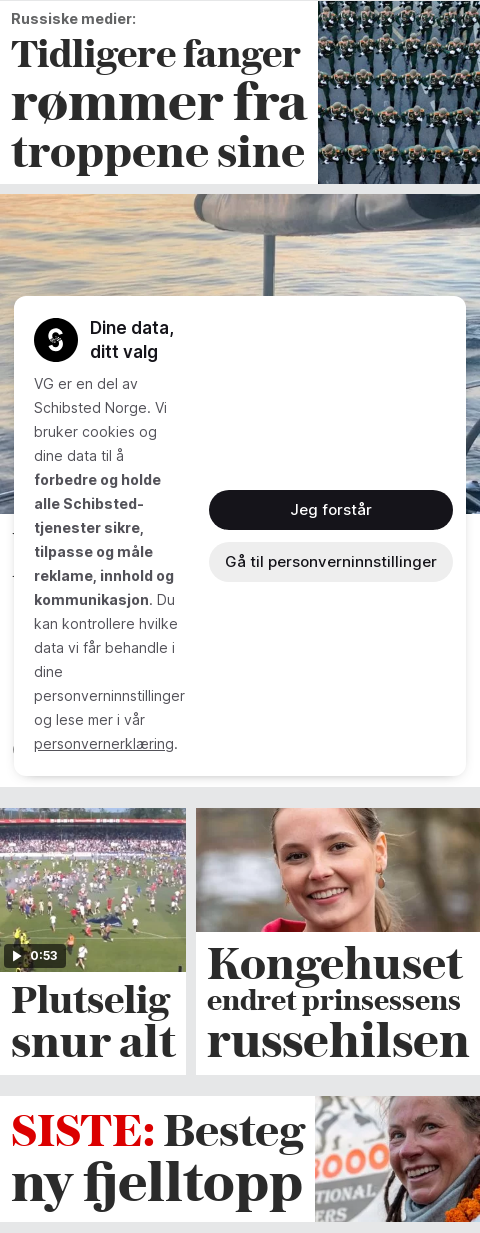 Russiske medier:
Tidligere fanger
rømmer fra
troppene sine
Dine data,
ditt valg
VG er en del av
Schibsted Norge. Vi
bruker cookies og
dine data til å
forbedre og holde
alle Schibsted-
tjenester sikre,
tilpasse og måle
reklame, innhold og
kommunikasjon. Du
kan kontrollere hvilke
data vi får behandle i
dine
personverninnstillinger
og lese mer i vår
personvernerklæring.
Jeg forstår
Gå til personverninnstillinger
0:53
Plutselig
snur alt
Kongehuset
endret prinsessens
russehilsen
SISTE: Besteg
ny fjelltopp